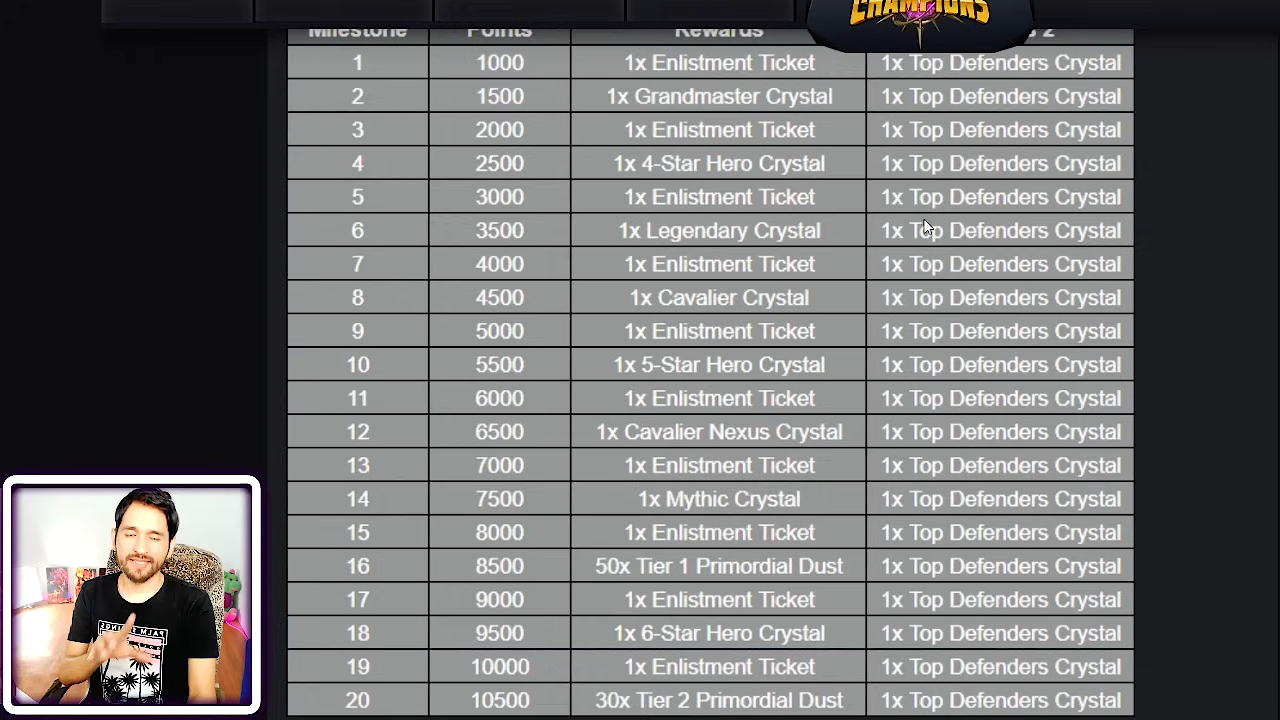 CHAMPIONS
Milestone Points Rewards 2
1 1000 1x Enlistment Ticket 1x Top Defenders Crystal
2 1500 1x Grandmaster Crystal 1x Top Defenders Crystal
3 2000 1x Enlistment Ticket 1x Top Defenders Crystal
4 2500 1x 4-Star Hero Crystal 1x Top Defenders Crystal
5 3000 1x Enlistment Ticket 1x Top Defenders Crystal
6 3500 1x Legendary Crystal 1x Top Defenders Crystal
7 4000 1x Enlistment Ticket 1x Top Defenders Crystal
8 4500 1x Cavalier Crystal 1x Top Defenders Crystal
9 5000 1x Enlistment Ticket 1x Top Defenders Crystal
10 5500 1x 5-Star Hero Crystal 1x Top Defenders Crystal
11 6000 1x Enlistment Ticket 1x Top Defenders Crystal
12 6500 1x Cavalier Nexus Crystal 1x Top Defenders Crystal
13 7000 1x Enlistment Ticket 1x Top Defenders Crystal
14 7500 1x Mythic Crystal 1x Top Defenders Crystal
15 8000 1x Enlistment Ticket 1x Top Defenders Crystal
16 8500 50x Tier 1 Primordial Dust 1x Top Defenders Crystal
17 9000 1x Enlistment Ticket 1x Top Defenders Crystal
18 9500 1x 6-Star Hero Crystal 1x Top Defenders Crystal
19 10000 1x Enlistment Ticket 1x Top Defenders Crystal
20 10500 30x Tier 2 Primordial Dust 1x Top Defenders Crystal
PALM